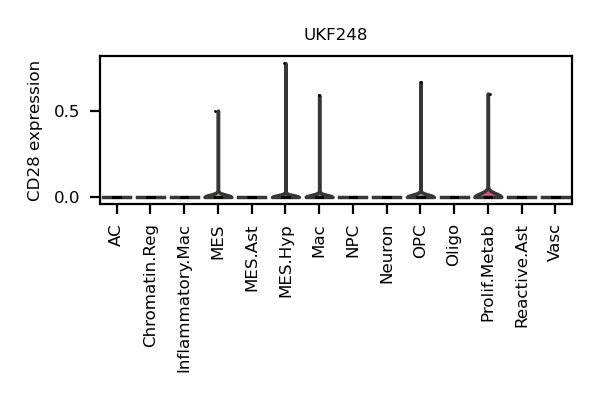 UKF248
CD28 expression
0.5
0.0
AC
Chromatin.Reg
Inflammatory.Mac
MES
MES.Ast
MES.Hyp
Mac
NPC
Neuron
OPC
Oligo
Prolif.Metab
Reactive.Ast
Vasc